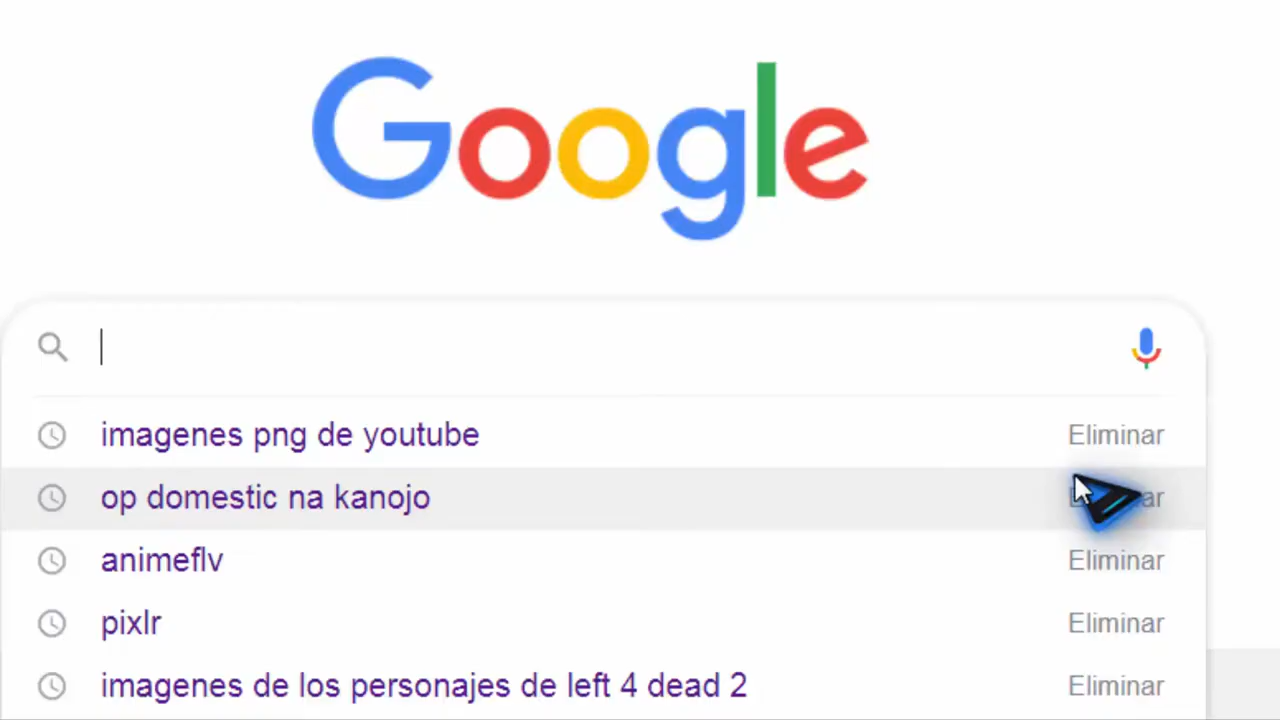 Google
imagenes png de youtube Eliminar
op domestic na kanojo
animeflv Eliminar
pixlr Eliminar
imagenes de los personajes de left 4 dead 2 Eliminar